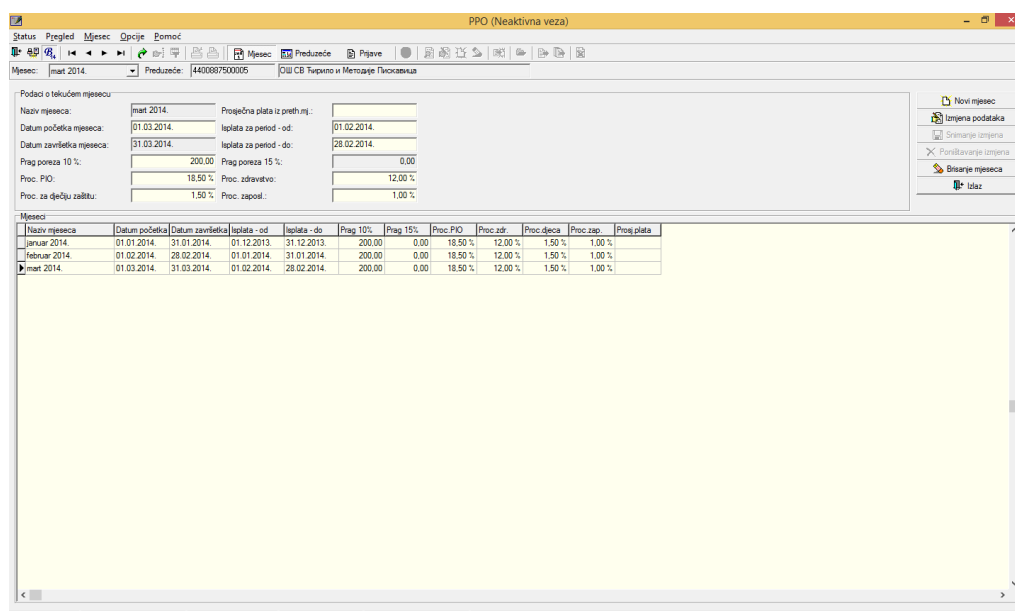 PPO (Neaktivna veza)
Status Pregled Mjesec Opcije Pomoć
Mjesec Preduzeće Prijave
Mjesec: mart 2014. Preduzeće: 4400887500005 ОШ СВ Ћирило и Методије Пискавица
Podaci o tekućem mjesecu
Naziv mjeseca: mart 2014. Prosječna plata iz preth.mj.:
Datum početka mjeseca: 01.03.2014. Isplata za period - od: 01.02.2014.
Datum završetka mjeseca: 31.03.2014. Isplata za period - do: 28.02.2014.
Prag poreza 10 %: 200,00 Prag poreza 15 %: 0,00
Proc. PIO: 18,50 % Proc. zdravstvo: 12,00 %
Proc. za dječiju zaštitu: 1,50 % Proc. zaposl.: 1,00 %
Novi mjesec
Izmjena podataka
Snimanje izmjena
Poništavanje izmjena
Brisanje mjeseca
Izlaz
Mjeseci
Naziv mjeseca Datum početka Datum završetka Isplata - od Isplata - do Prag 10% Prag 15% Proc.PIO Proc.zdr. Proc.djeca Proc.zap. Prosj.plata
januar 2014. 01.01.2014. 31.01.2014. 01.12.2013. 31.12.2013. 200,00 0,00 18,50 % 12,00 % 1,50 % 1,00 %
februar 2014. 01.02.2014. 28.02.2014. 01.01.2014. 31.01.2014. 200,00 0,00 18,50 % 12,00 % 1,50 % 1,00 %
mart 2014. 01.03.2014. 31.03.2014. 01.02.2014. 28.02.2014. 200,00 0,00 18,50 % 12,00 % 1,50 % 1,00 %